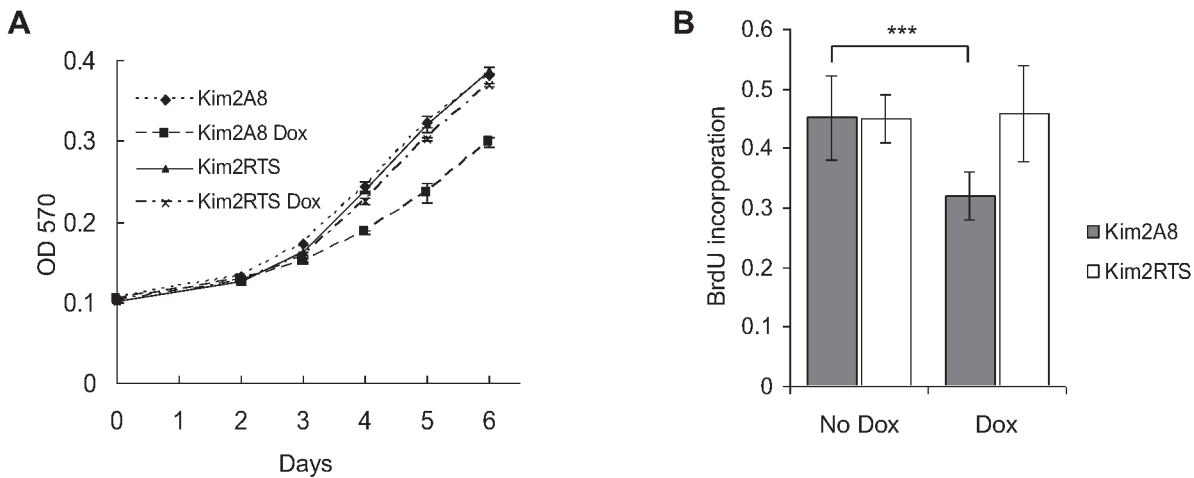 A
0.4
0.3
0.2
0.1
0
OD 570
Kim2A8
Kim2A8 Dox
Kim2RTS
Kim2RTS Dox
0 1 2 3 4 5 6
Days
B
0.6
0.5
0.4
0.3
0.2
0.1
0
BrdU incorporation
***
No Dox Dox
Kim2A8
Kim2RTS